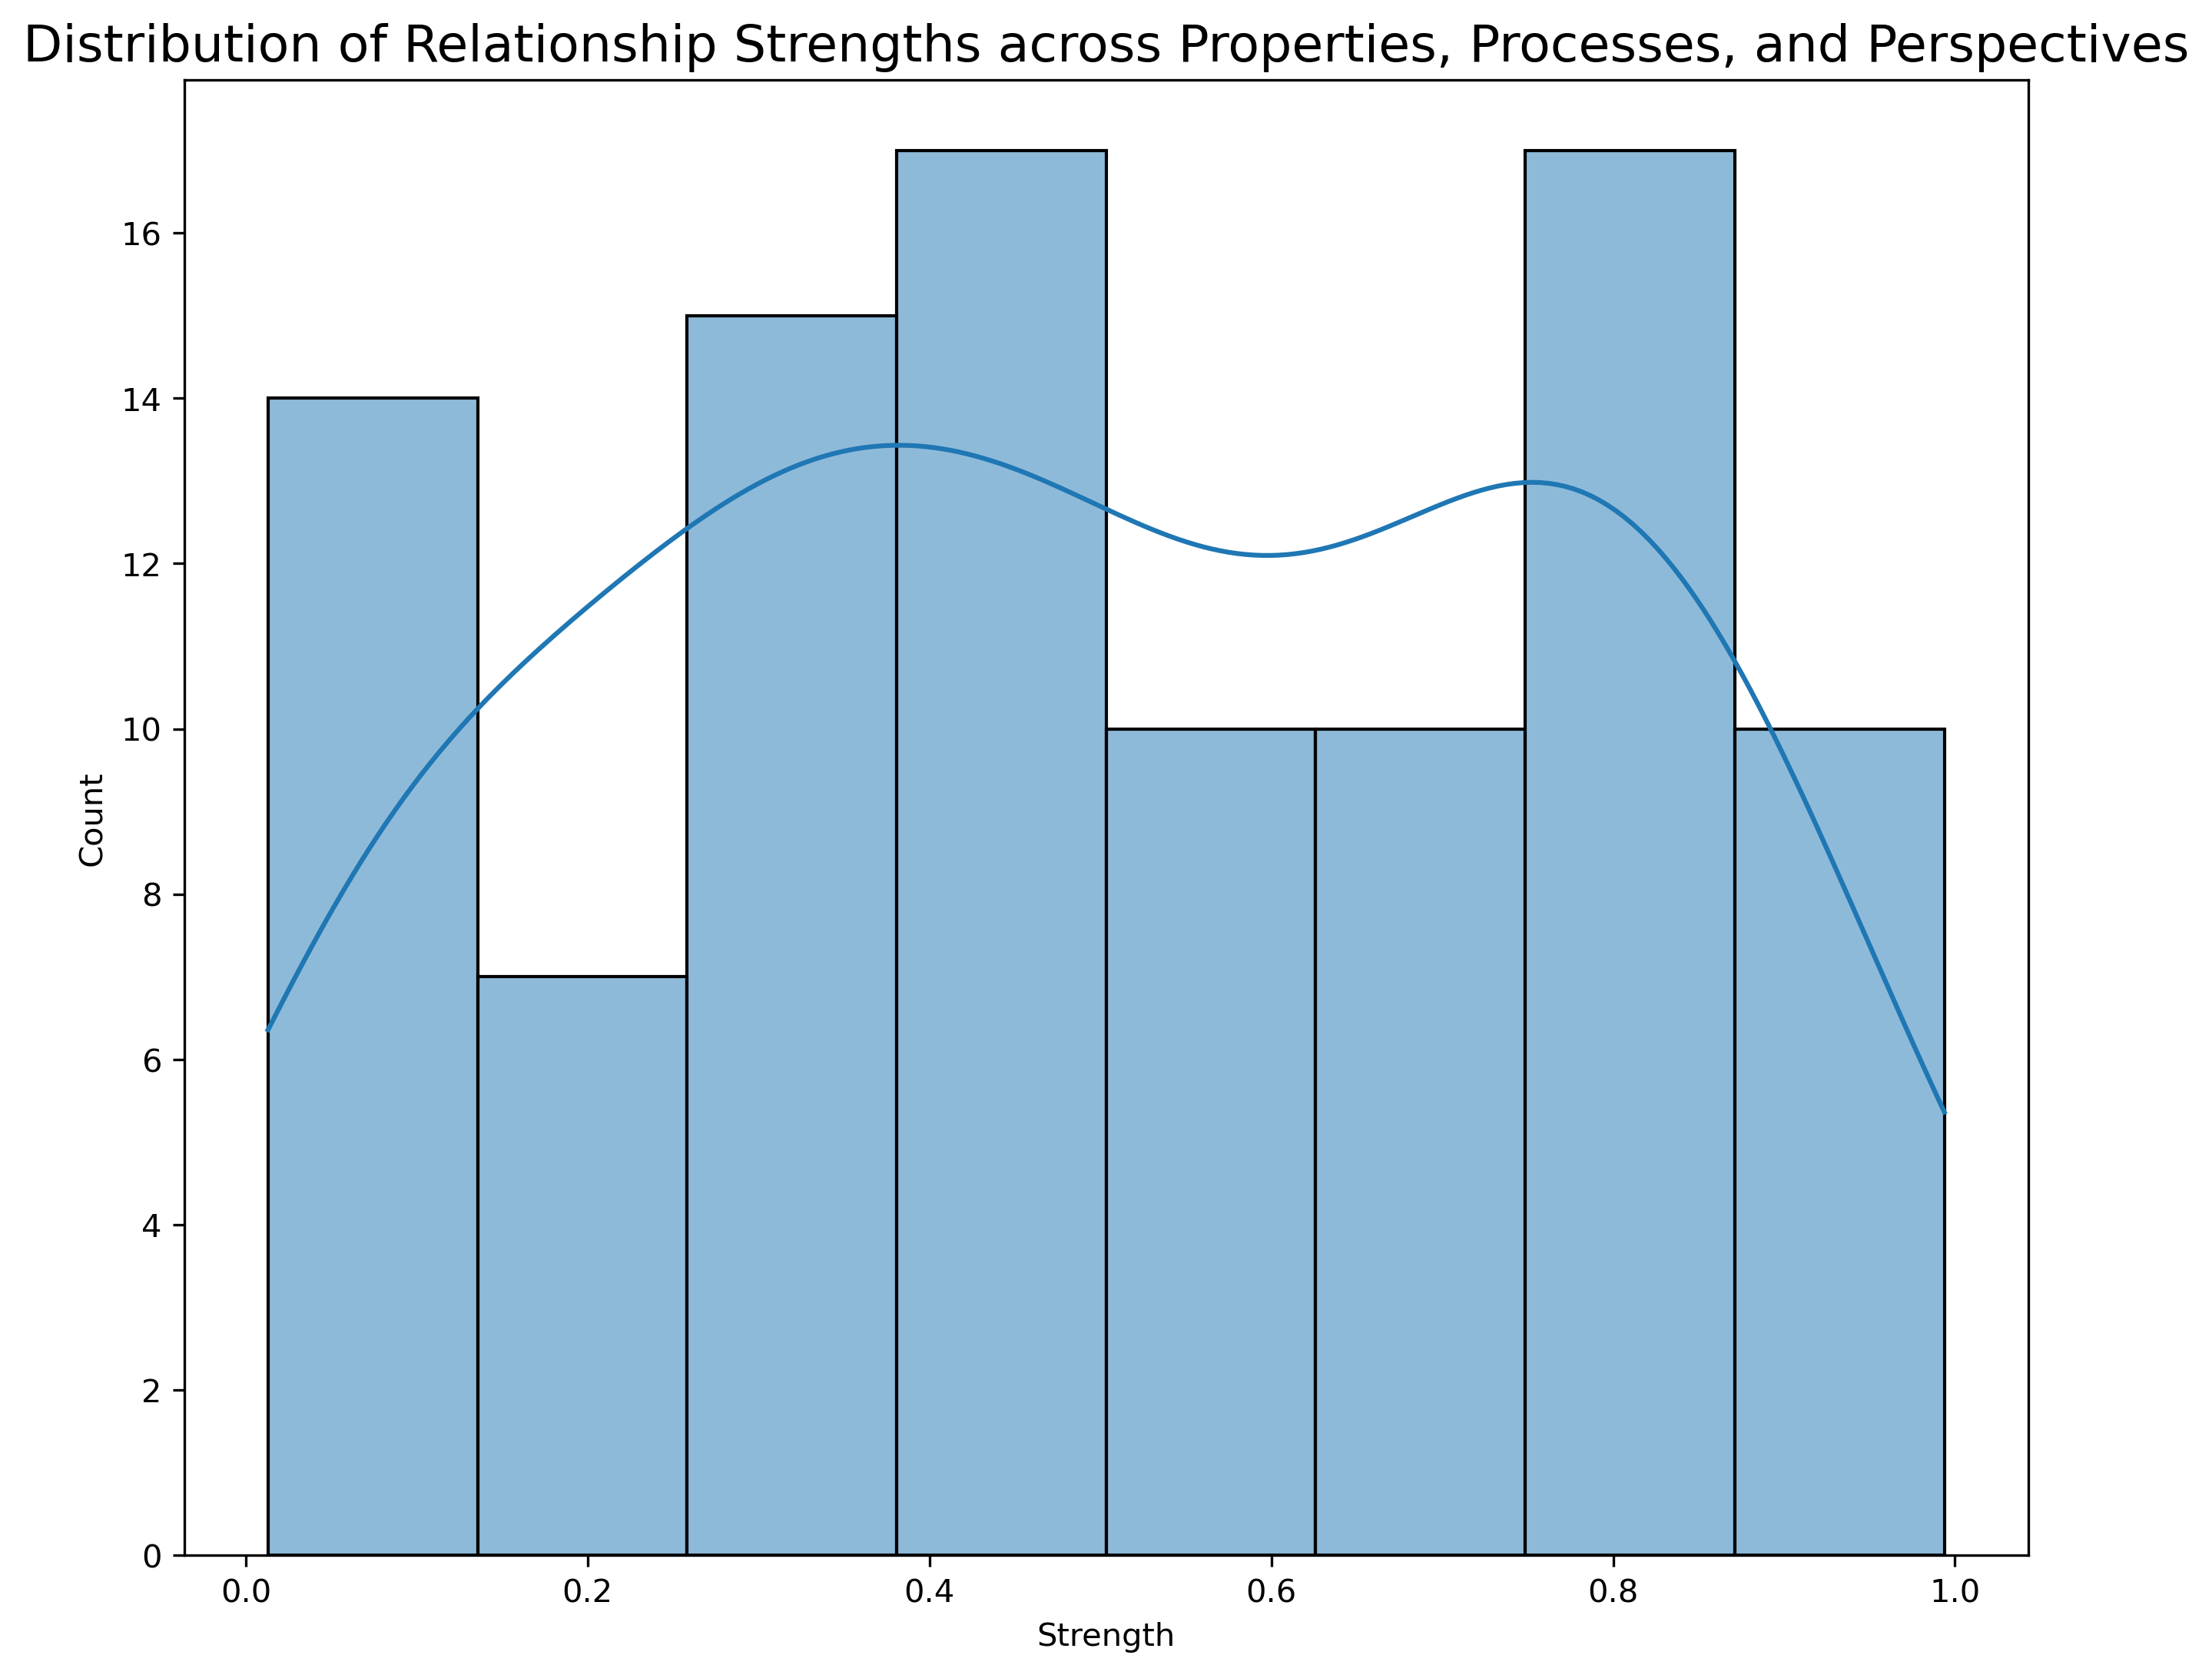 Distribution of Relationship Strengths across Properties, Processes, and Perspectives
16
14
12
10
8
6
4
2
0
Count
0.0 0.2 0.4 0.6 0.8 1.0
Strength